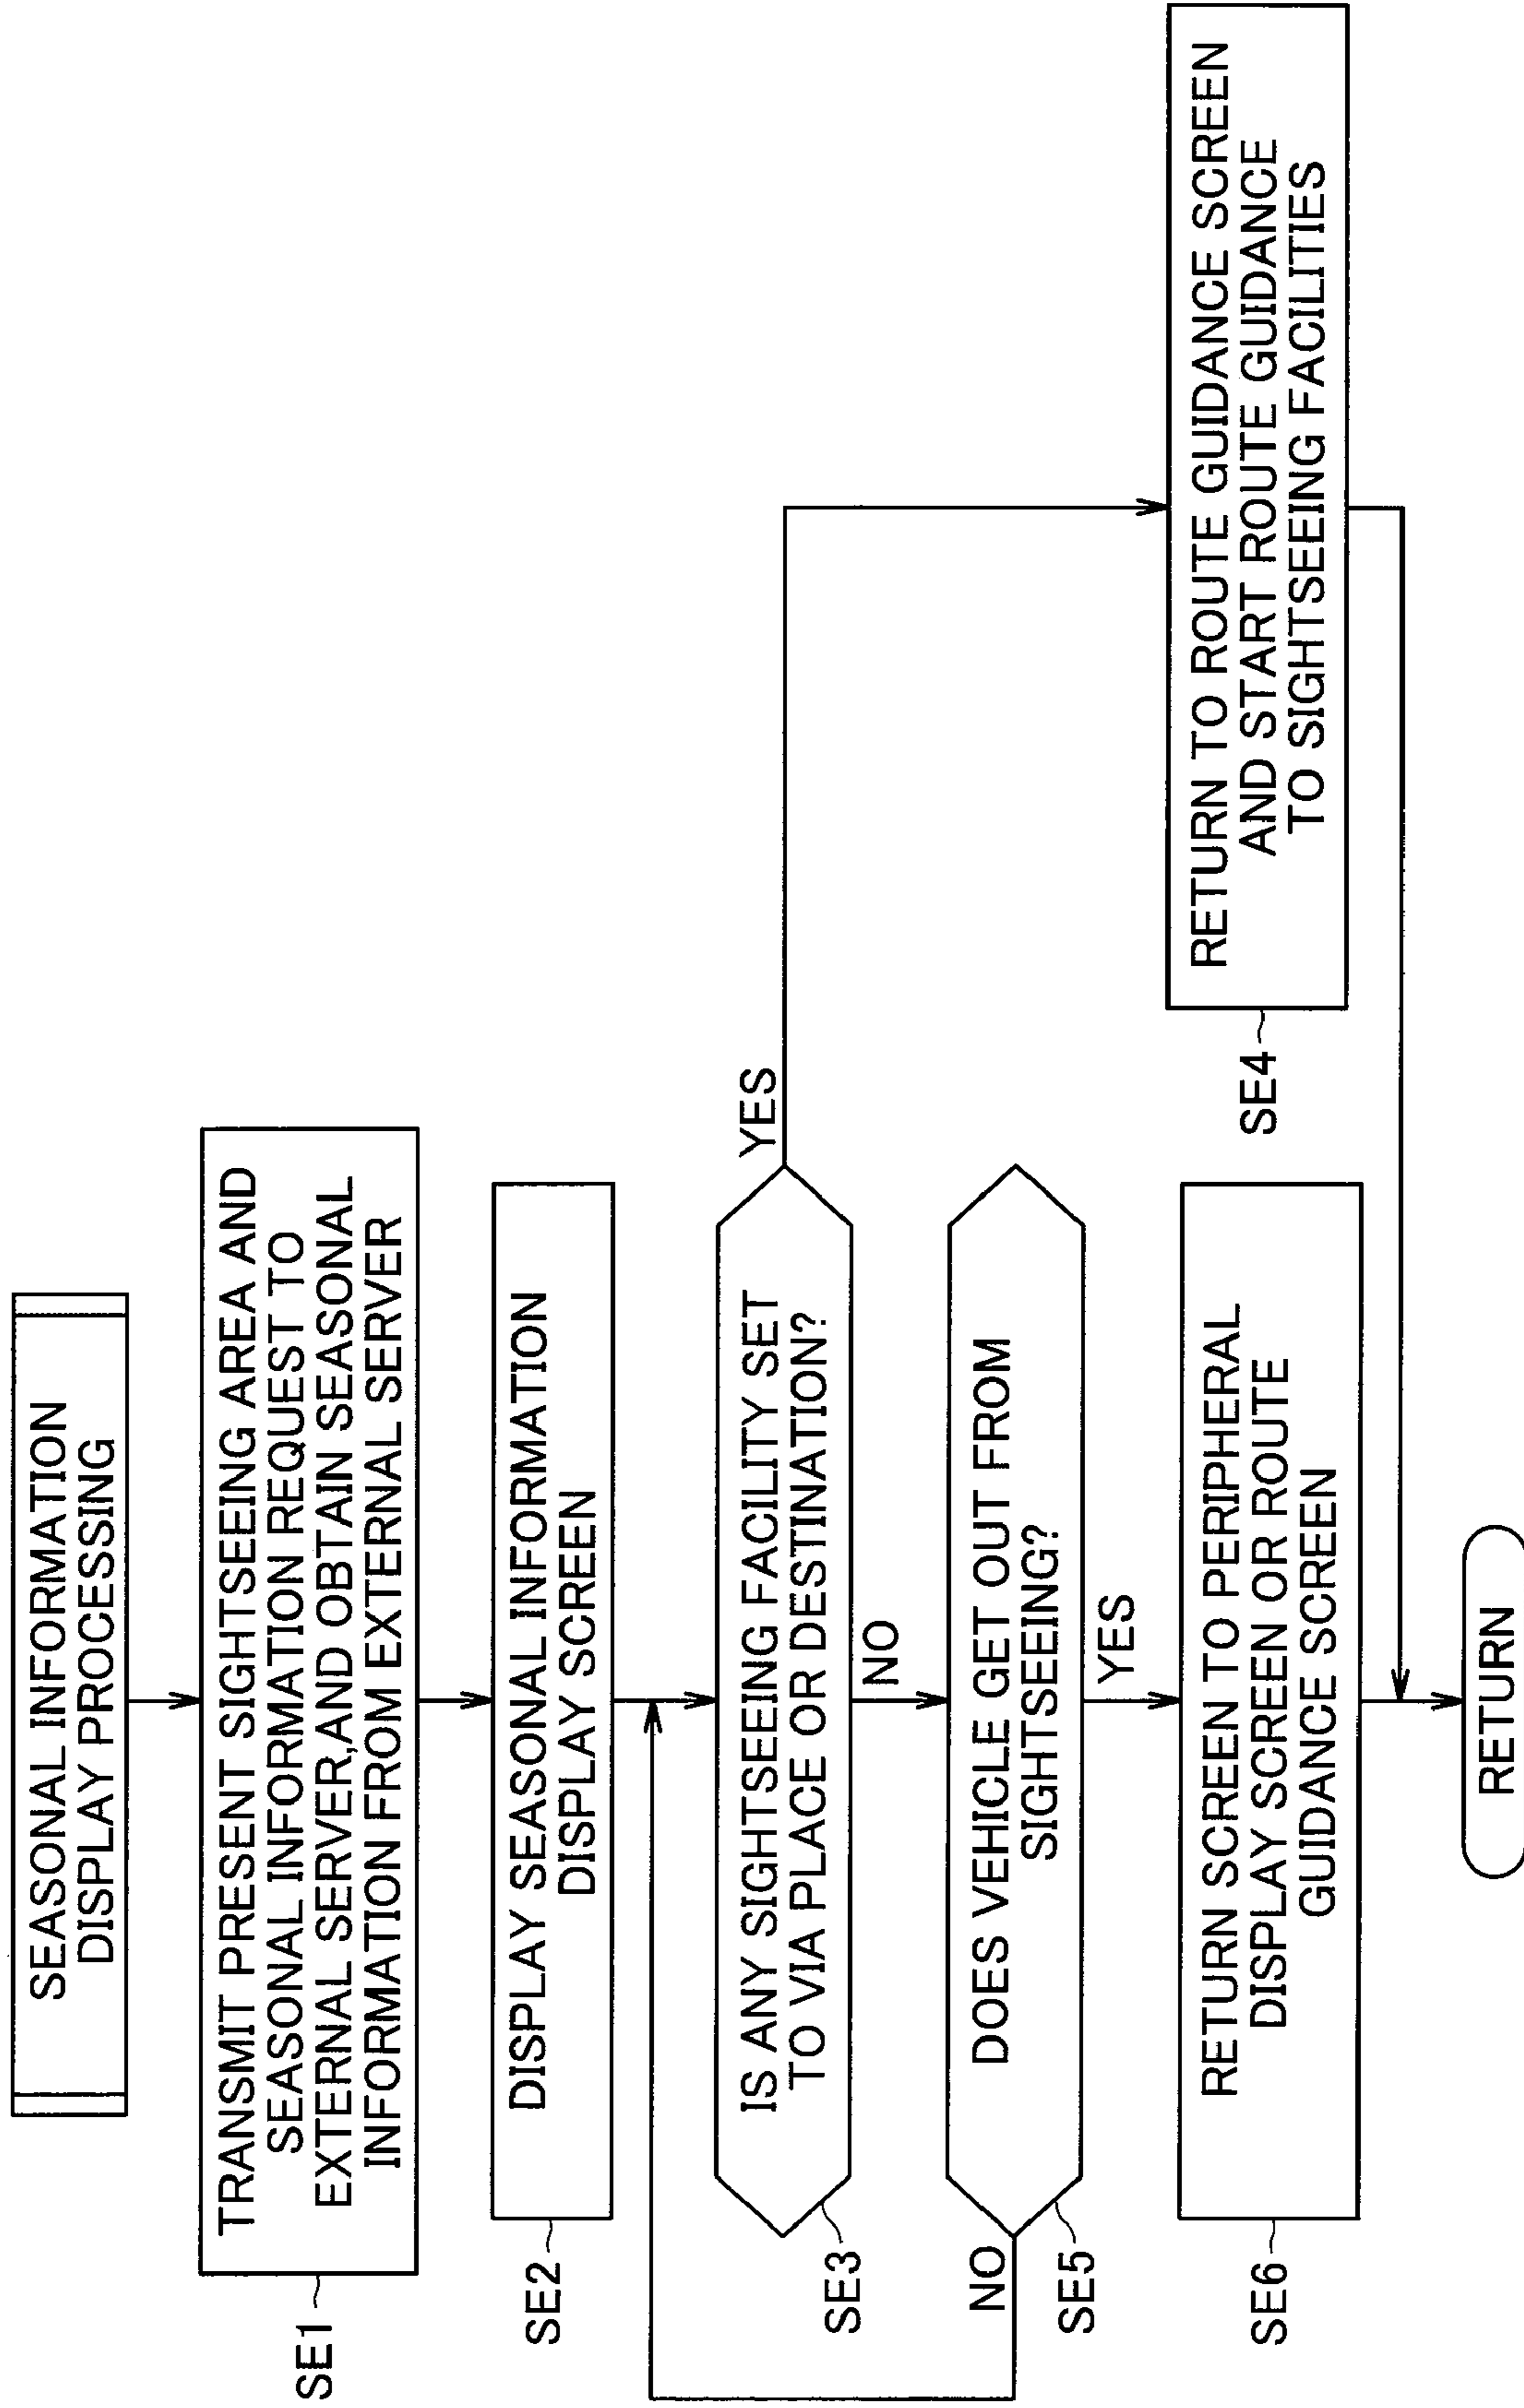 SEASONAL INFORMATION
DISPLAY PROCESSING
SE1
TRANSMIT PRESENT SIGHTSEEING AREA AND
SEASONAL INFORMATION REQUEST TO
EXTERNAL SERVER,AND OBTAIN SEASONAL
INFORMATION FROM EXTERNAL SERVER
SE2
DISPLAY SEASONAL INFORMATION
DISPLAY SCREEN
SE3
IS ANY SIGHTSEEING FACILITY SET
TO VIA PLACE OR DESTINATION?
YES
NO
SE5
DOES VEHICLE GET OUT FROM
SIGHTSEEING?
NO
YES
SE4
RETURN TO ROUTE GUIDANCE SCREEN
AND START ROUTE GUIDANCE
TO SIGHTSEEING FACILITIES
SE6
RETURN SCREEN TO PERIPHERAL
DISPLAY SCREEN OR ROUTE
GUIDANCE SCREEN
RETURN